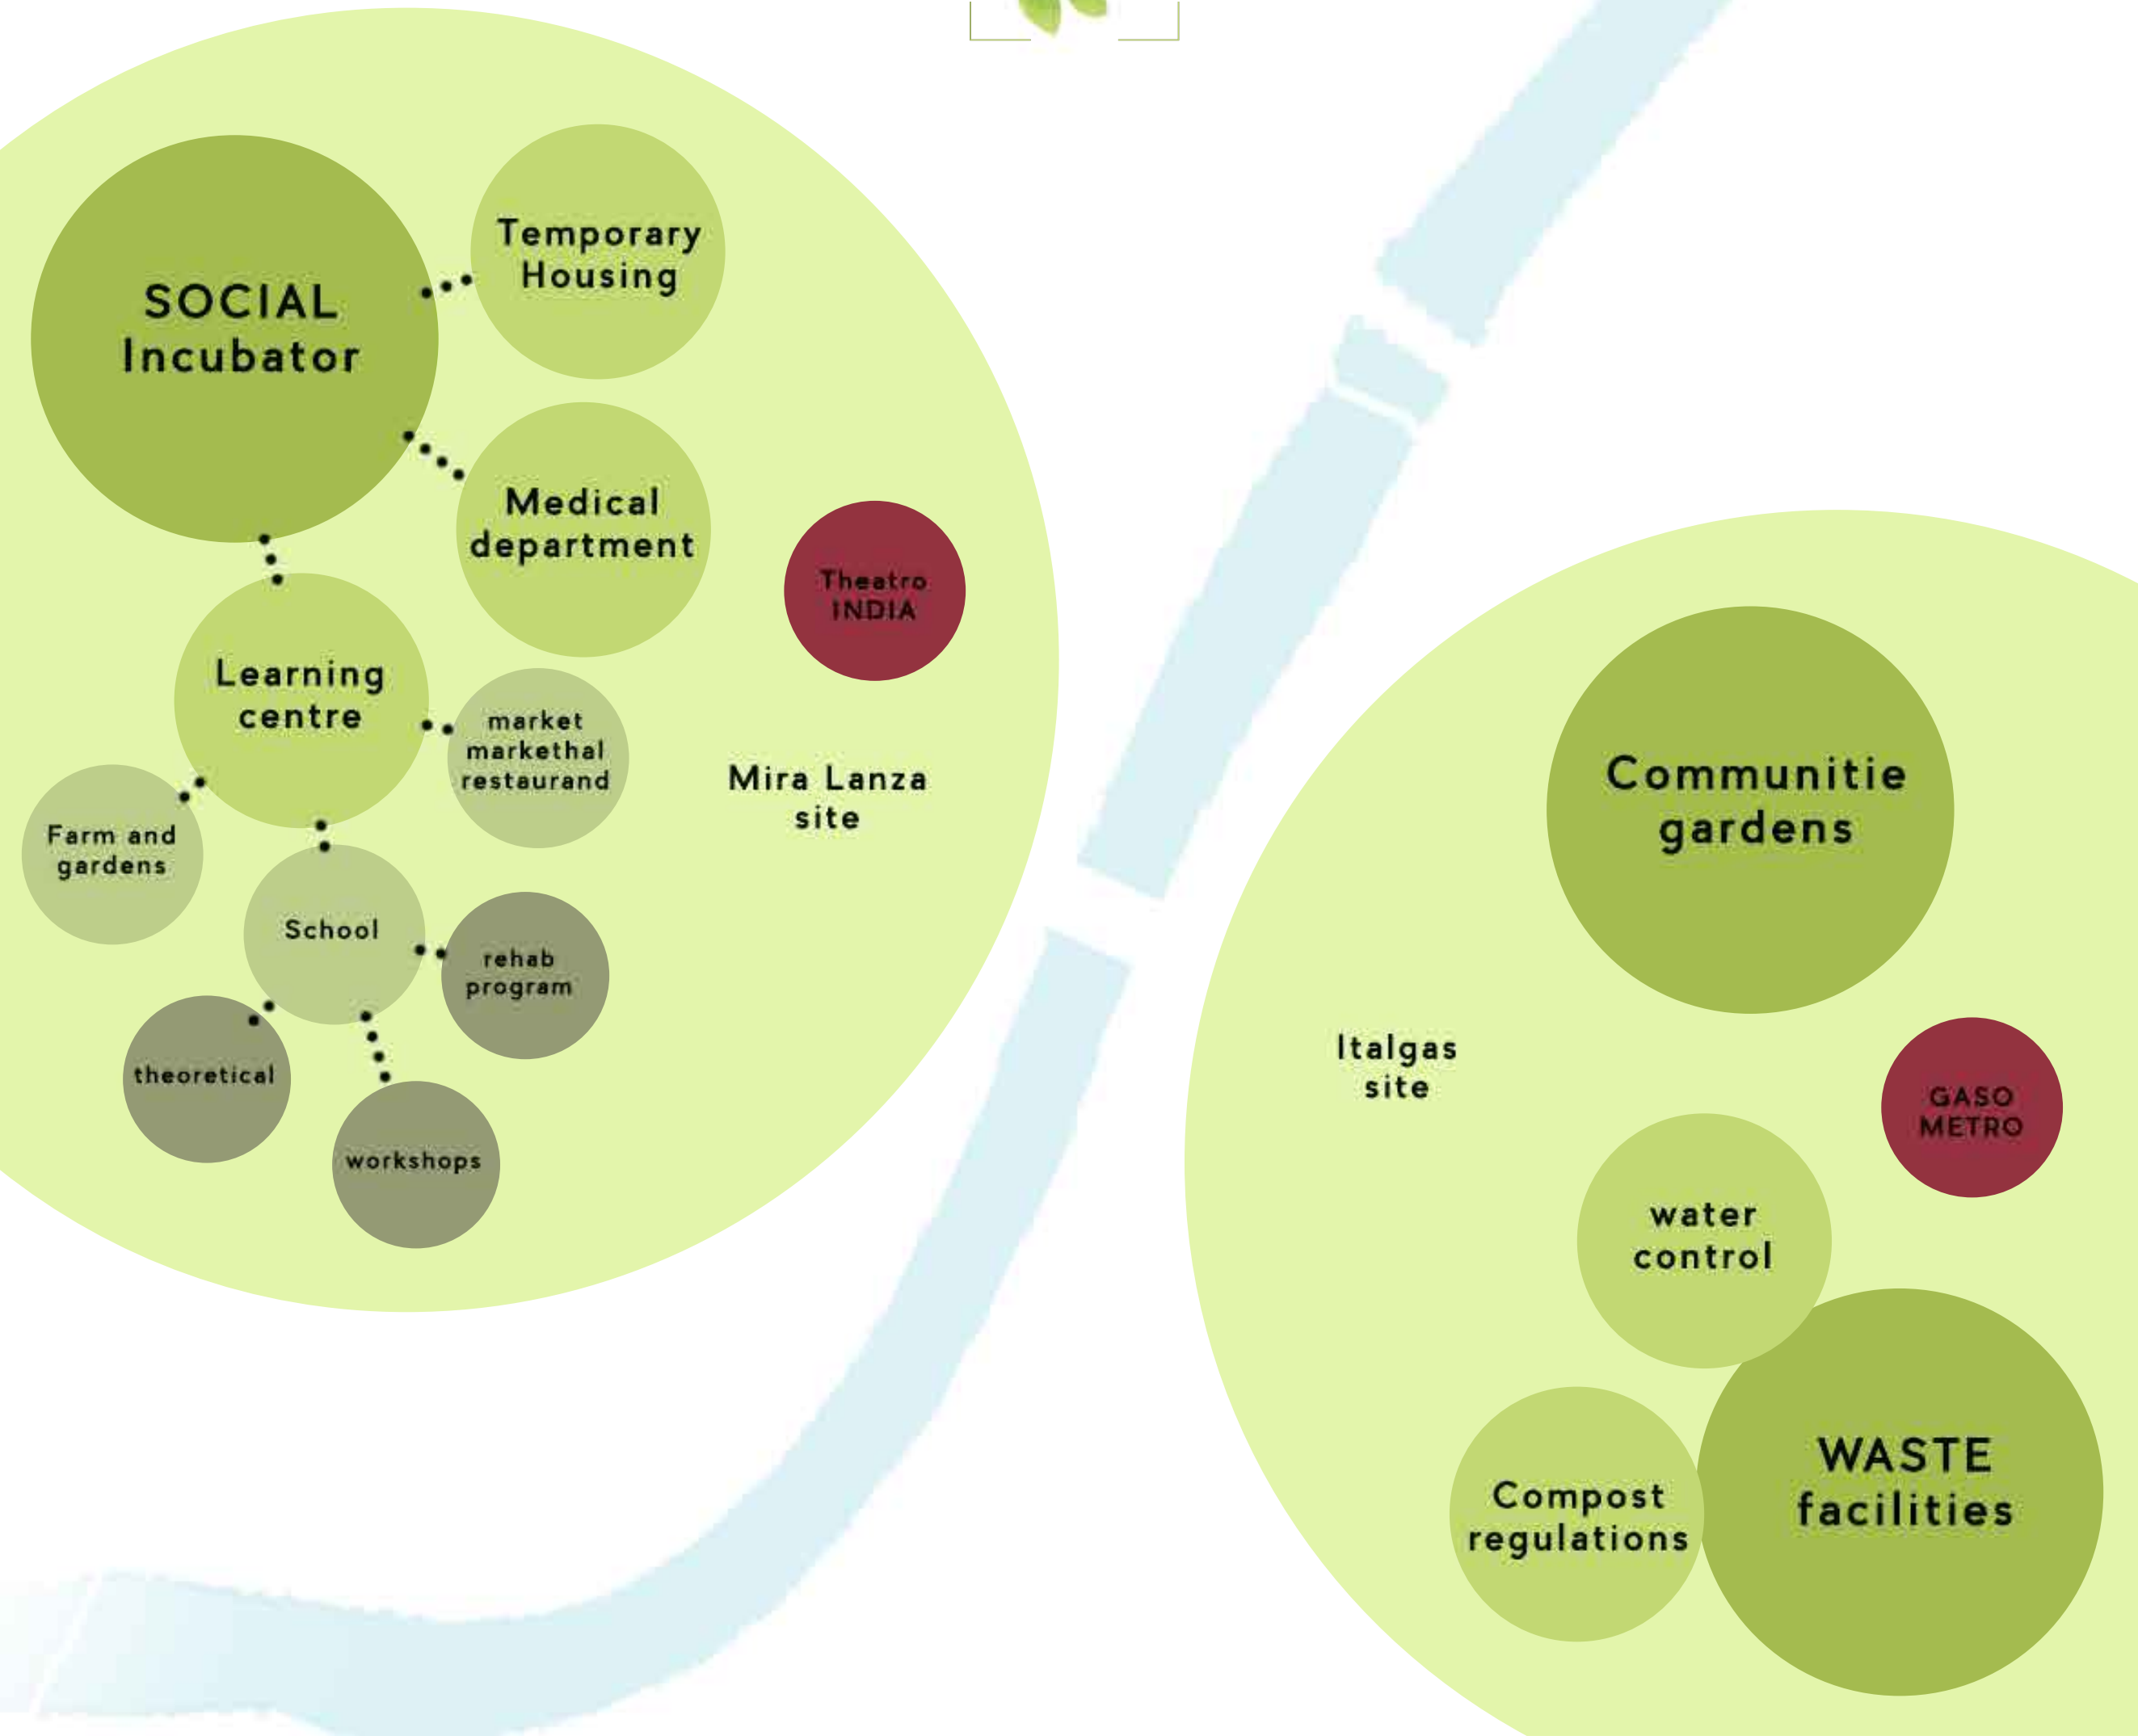 SOCIAL
Incubator
Temporary
Housing
Medical
department
Theatro
INDIA
Learning
centre
market
markethal
restaurand
Mira Lanza
site
Farm and
gardens
School
rehab
program
theoretical
workshops
Communitie
gardens
Italgas
site
GASO
METRO
water
control
WASTE
facilities
Compost
regulations